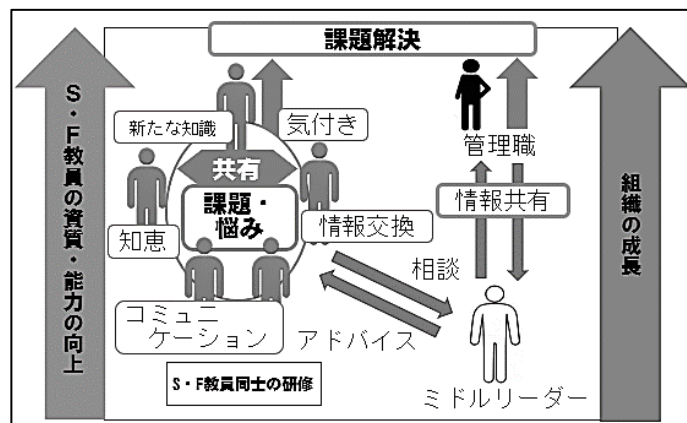 課題解決
S・F教員の資質・能力の向上
新たな知識
気付き
共有
課題・
悩み
知恵
情報交換
コミュニ
ケーション
S・F教員同士の研修
相談
アドバイス
管理職
情報共有
ミドルリーダー
組織の成長